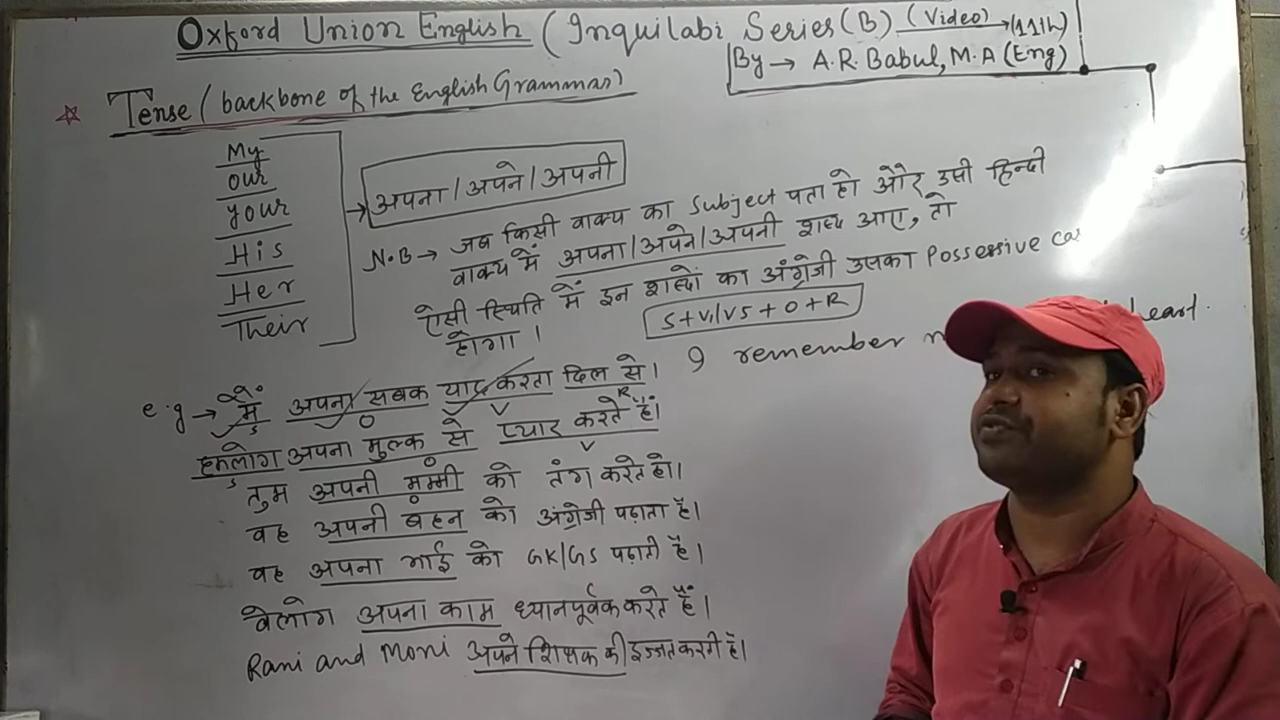 Oxford Union English (Inquilabi Series (B) (Video) → (11th)
By → A.R. Babul, M.A (Eng)
Tense (backbone of the English Grammar)
My
our
your
His
Her
Their
अपना / अपने / अपनी
N.B → जब किसी वाक्य का Subject पता हो और उसी हिन्दी
वाक्य में अपना / अपने / अपनी शब्द आए, तो
ऐसी स्थिति में इन शब्दों का अंग्रेजी उसका Possessive
होगा ।
S + V₁/V5 + O + R
I remember heart.
e.g → मैं अपना सबक याद करता दिल से।
S O V R
हमलोग अपना मुल्क से प्यार करते हैं।
S O V
तुम अपनी मम्मी को तंग करते हो।
वह अपनी बहन को अंग्रेजी पढ़ाता है।
वह अपना भाई को GK/GS पढ़ाती है।
वेलोग अपना काम ध्यानपूर्वक करते हैं।
Rani and Moni अपने शिक्षक की इज्जत करती है।